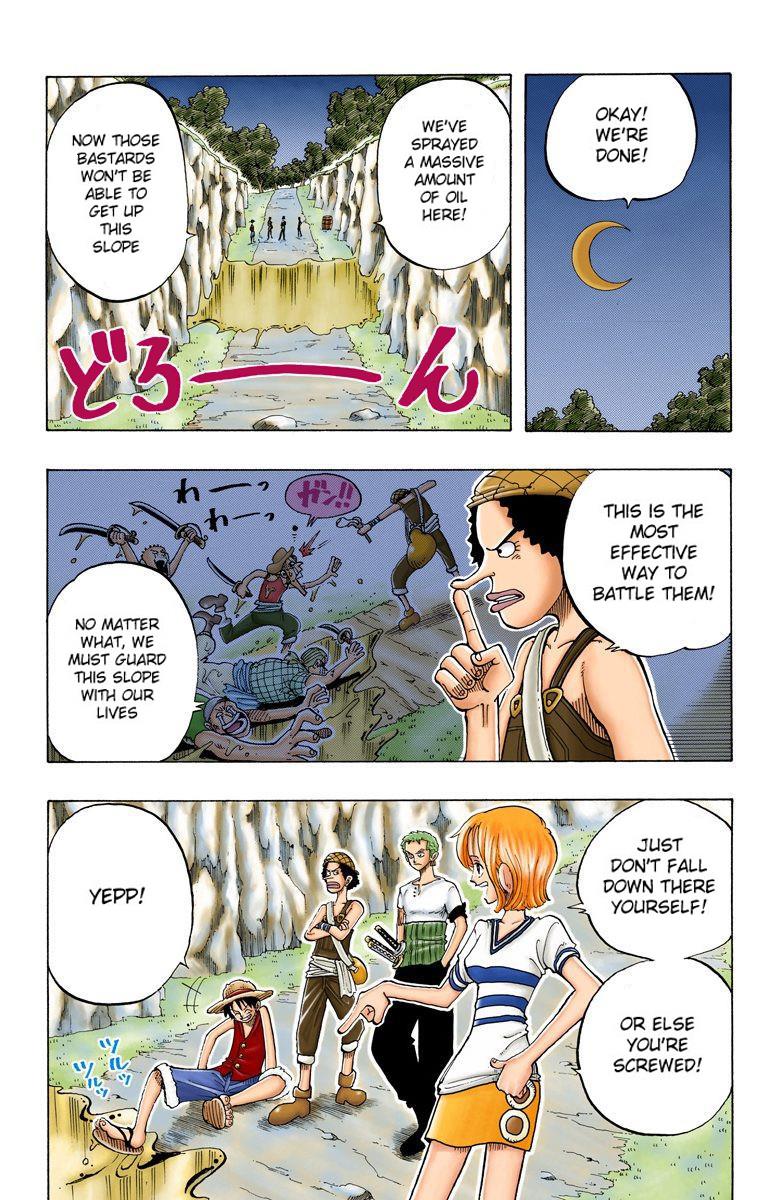 OKAY!
WE'RE
DONE!
WE'VE
SPRAYED
A MASSIVE
AMOUNT
OF OIL
HERE!
NOW THOSE
BASTARDS
WON'T BE
ABLE TO
GET UP
THIS
SLOPE
どろーーん
THIS IS THE
MOST
EFFECTIVE
WAY TO
BATTLE THEM!
ガン!!
わーっ
わーっ
NO MATTER
WHAT, WE
MUST GUARD
THIS SLOPE
WITH OUR
LIVES
JUST
DON'T FALL
DOWN THERE
YOURSELF!
OR ELSE
YOU'RE
SCREWED!
YEPP!
ツルッ
ツルッ